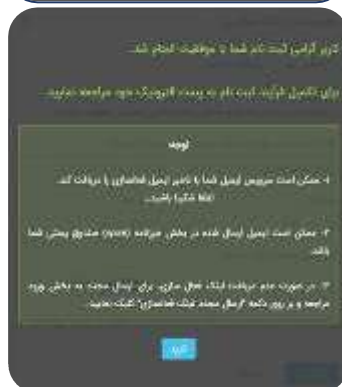 کاربر گرامی ثبت نام شما با موفقیت انجام شد.
برای تکمیل فرآیند ثبت نام به پست الکترونیک خود مراجعه نمایید.
توجه
۱- ممکن است سرویس ایمیل شما با تاخیر ایمیل فعالسازی را دریافت کند.
لطفا شکیبا باشید.
۲- ممکن است ایمیل ارسال شده در بخش هرزنامه (spam) صندوق پستی شما
باشد.
۳- در صورت عدم دریافت لینک فعال سازی، برای ارسال مجدد به بخش ورود
مراجعه و بر روی دکمه "ارسال مجدد لینک فعالسازی" کلیک نمایید.
تایید